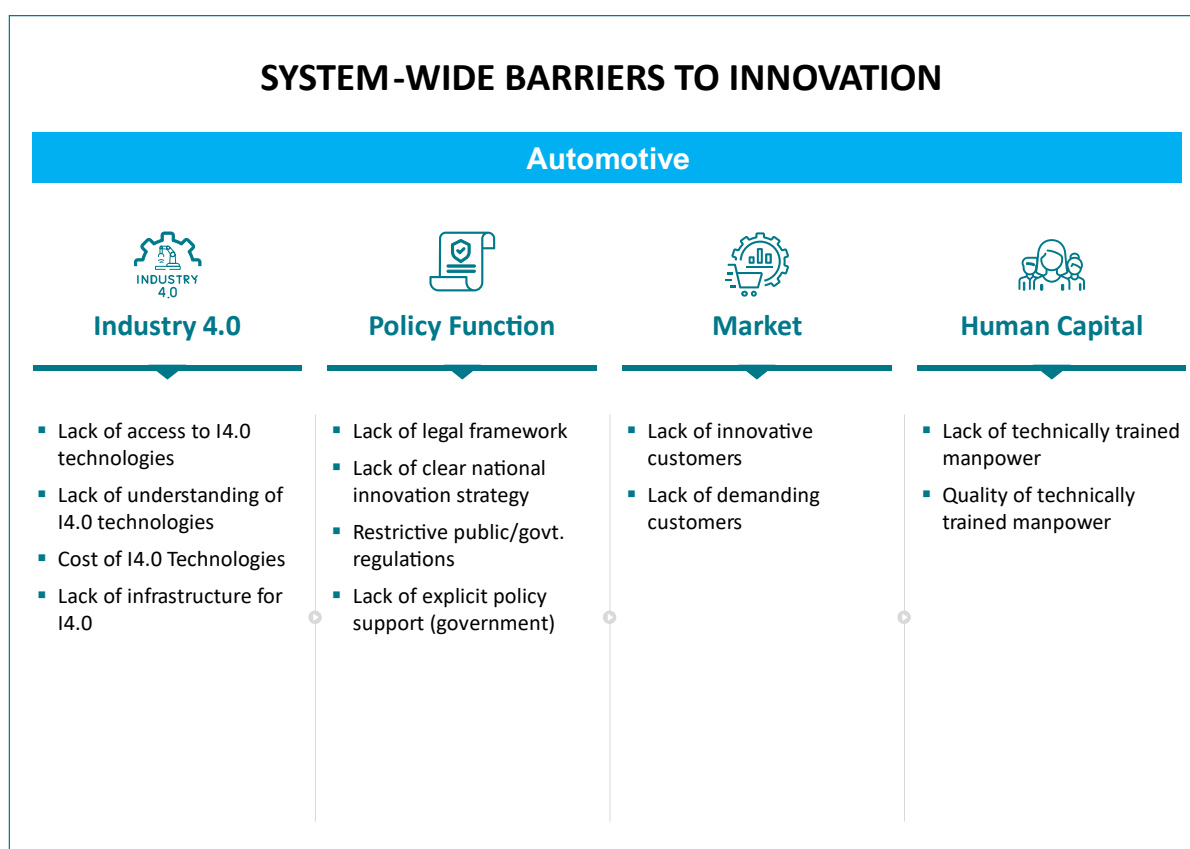 SYSTEM-WIDE BARRIERS TO INNOVATION
Automotive
INDUSTRY
4.0
Industry 4.0
▪ Lack of access to I4.0
technologies
▪ Lack of understanding of
I4.0 technologies
▪ Cost of I4.0 Technologies
▪ Lack of infrastructure for
I4.0
Policy Function
▪ Lack of legal framework
▪ Lack of clear national
innovation strategy
▪ Restrictive public/govt.
regulations
▪ Lack of explicit policy
support (government)
Market
▪ Lack of innovative
customers
▪ Lack of demanding
customers
Human Capital
▪ Lack of technically trained
manpower
▪ Quality of technically
trained manpower